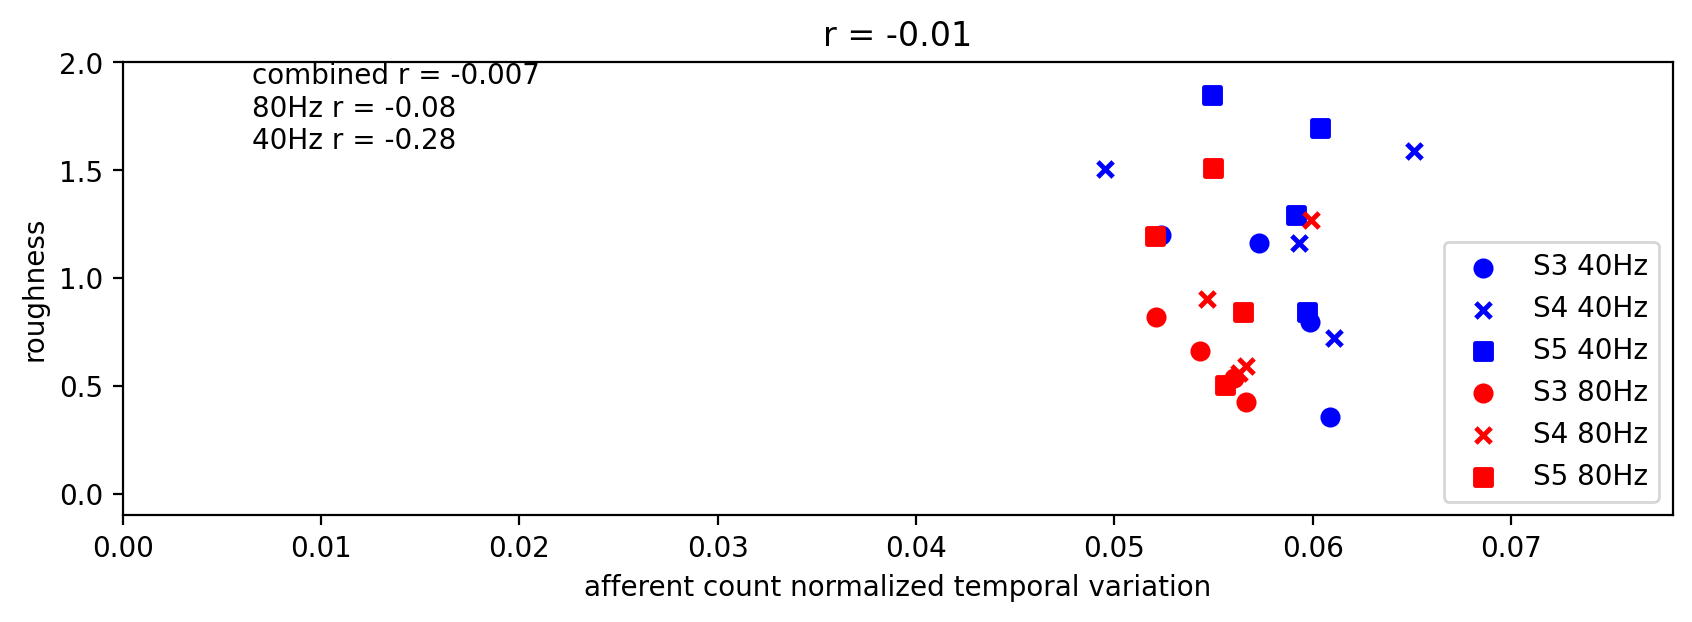 r = -0.01
combined r = -0.007
80Hz r = -0.08
40Hz r = -0.28
2.0
1.5
1.0
0.5
0.0
roughness
S3 40Hz
S4 40Hz
S5 40Hz
S3 80Hz
S4 80Hz
S5 80Hz
0.00 0.01 0.02 0.03 0.04 0.05 0.06 0.07
afferent count normalized temporal variation